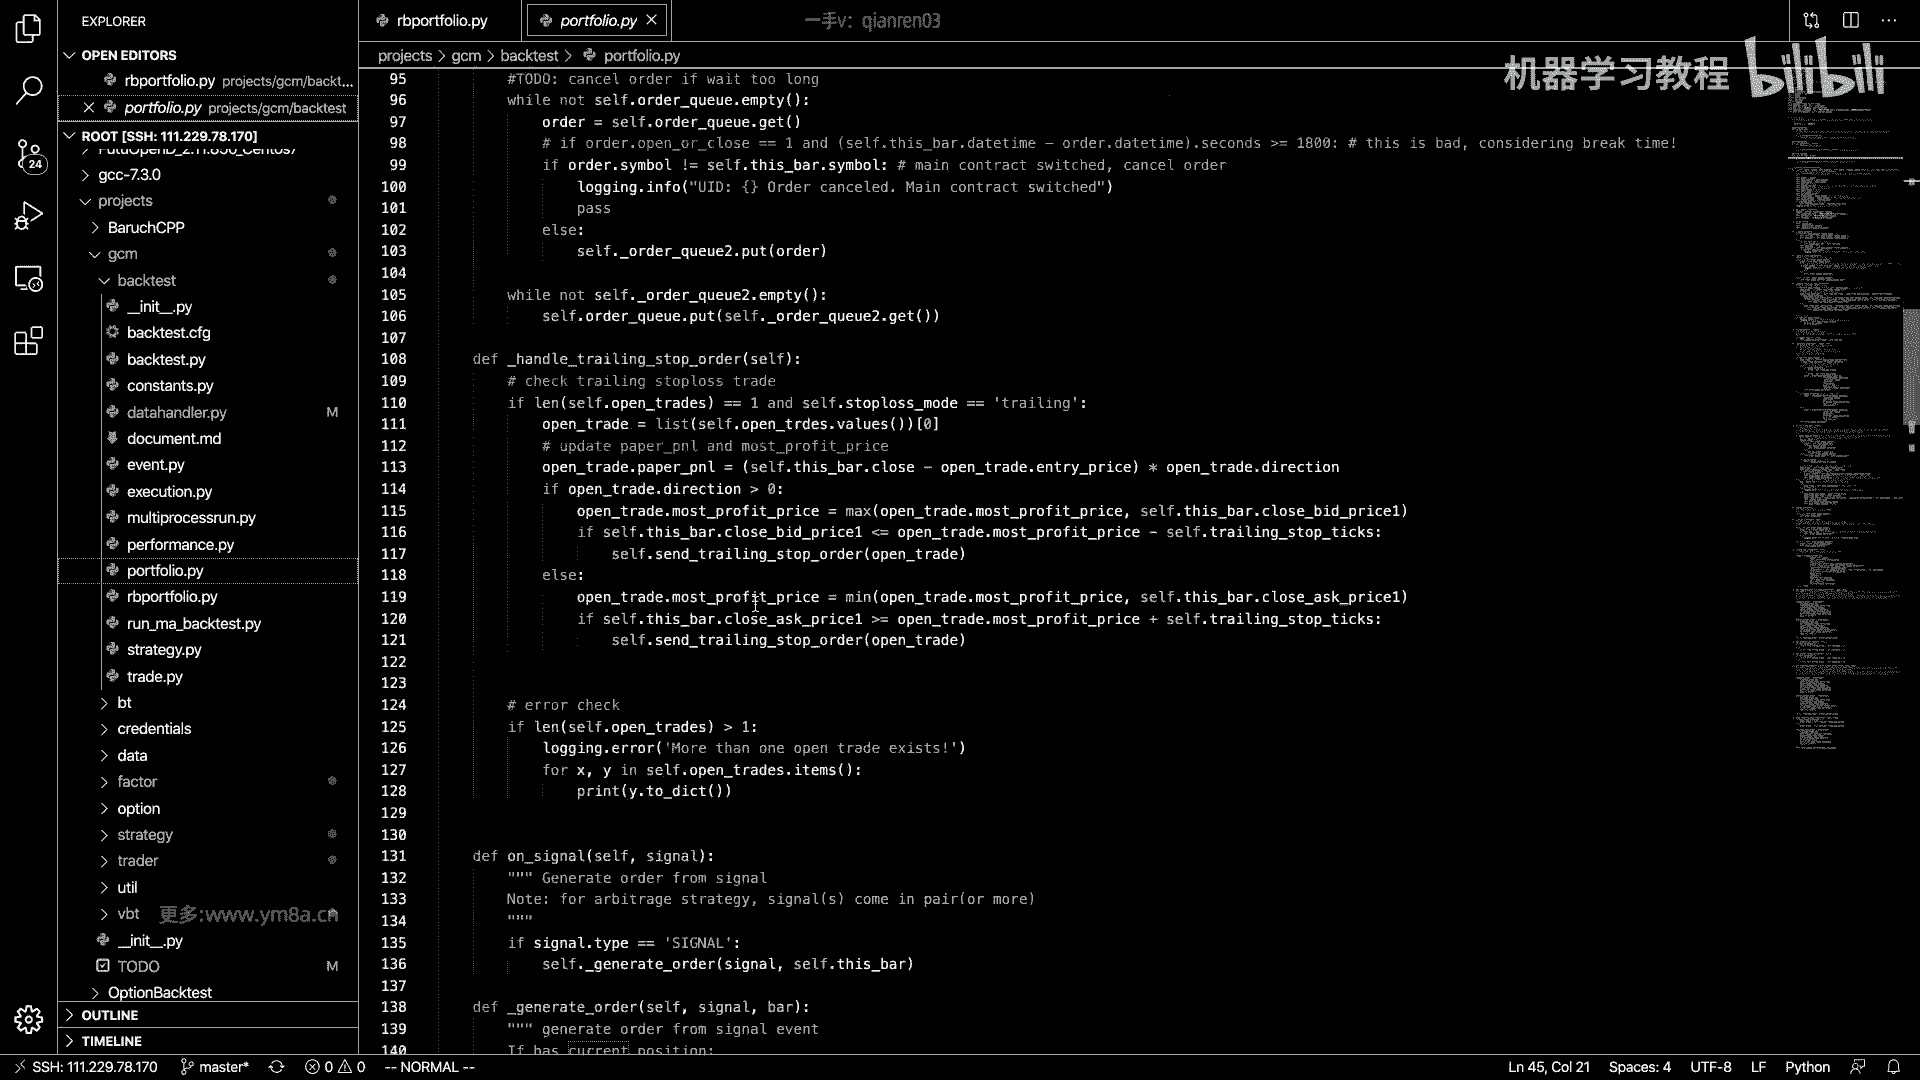 EXPLORER
OPEN EDITORS
rbportfolio.py projects/gcm/backt...
portfolio.py projects/gcm/backtest
ROOT [SSH: 111.229.78.170]
gcc-7.3.0
projects
BaruchCPP
gcm
backtest
__init__.py
backtest.cfg
backtest.py
constants.py
datahandler.py M
document.md
event.py
execution.py
multiprocessrun.py
performance.py
portfolio.py
rbportfolio.py
run_ma_backtest.py
strategy.py
trade.py
bt
credentials
data
factor
option
strategy
trader
util
vbt
更多:www.ym8a.cn
__init__.py
TODO M
OptionBacktest
OUTLINE
TIMELINE
rbportfolio.py
portfolio.py
一手v: qianren03
projects > gcm > backtest > portfolio.py
机器学习教程 bilibili
95 #TODO: cancel order if wait too long
96 while not self.order_queue.empty():
97 order = self.order_queue.get()
98 # if order.open_or_close == 1 and (self.this_bar.datetime - order.datetime).seconds >= 1800: # this is bad, considering break time!
99 if order.symbol != self.this_bar.symbol: # main contract switched, cancel order
100 logging.info("UID: {} Order canceled. Main contract switched")
101 pass
102 else:
103 self._order_queue2.put(order)
104
105 while not self._order_queue2.empty():
106 self.order_queue.put(self._order_queue2.get())
107
108 def _handle_trailing_stop_order(self):
109 # check trailing stoploss trade
110 if len(self.open_trades) == 1 and self.stoploss_mode == 'trailing':
111 open_trade = list(self.open_trdes.values())[0]
112 # update paper_pnl and most_profit_price
113 open_trade.paper_pnl = (self.this_bar.close - open_trade.entry_price) * open_trade.direction
114 if open_trade.direction > 0:
115 open_trade.most_profit_price = max(open_trade.most_profit_price, self.this_bar.close_bid_price1)
116 if self.this_bar.close_bid_price1 <= open_trade.most_profit_price - self.trailing_stop_ticks:
117 self.send_trailing_stop_order(open_trade)
118 else:
119 open_trade.most_profit_price = min(open_trade.most_profit_price, self.this_bar.close_ask_price1)
120 if self.this_bar.close_ask_price1 >= open_trade.most_profit_price + self.trailing_stop_ticks:
121 self.send_trailing_stop_order(open_trade)
122
123
124 # error check
125 if len(self.open_trades) > 1:
126 logging.error('More than one open trade exists!')
127 for x, y in self.open_trades.items():
128 print(y.to_dict())
129
130
131 def on_signal(self, signal):
132 """ Generate order from signal
133 Note: for arbitrage strategy, signal(s) come in pair(or more)
134 """
135 if signal.type == 'SIGNAL':
136 self._generate_order(signal, self.this_bar)
137
138 def _generate_order(self, signal, bar):
139 """ generate order from signal event
140 If has current position:
24
SSH: 111.229.78.170 master* 0 0 -- NORMAL -- Ln 45, Col 21 Spaces: 4 UTF-8 LF Python